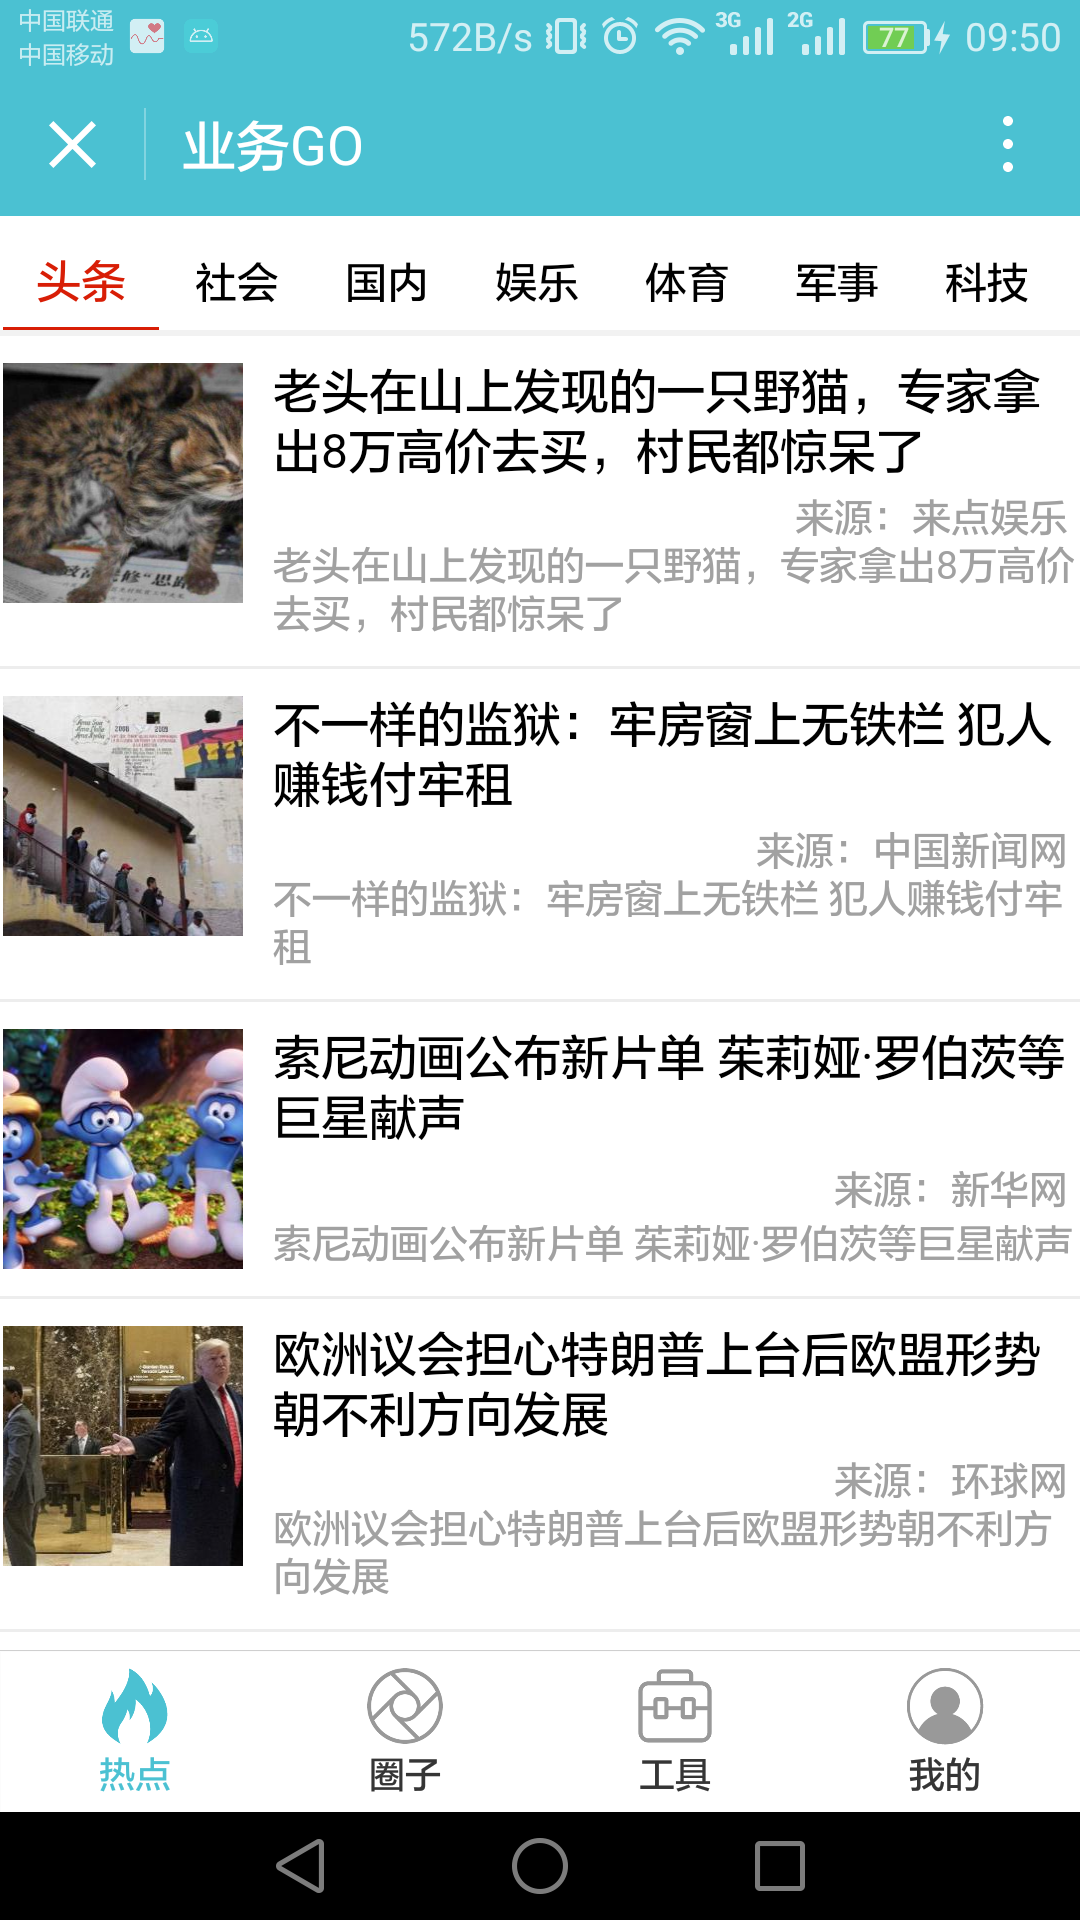 中国联通
中国移动
572B/s
3G
2G
77
09:50
业务GO
头条 社会 国内 娱乐 体育 军事 科技
老头在山上发现的一只野猫，专家拿
出8万高价去买，村民都惊呆了
来源：来点娱乐
老头在山上发现的一只野猫，专家拿出8万高价
去买，村民都惊呆了
2008 2009
不一样的监狱：牢房窗上无铁栏 犯人
赚钱付牢租
来源：中国新闻网
不一样的监狱：牢房窗上无铁栏 犯人赚钱付牢
租
索尼动画公布新片单 茱莉娅·罗伯茨等
巨星献声
来源：新华网
索尼动画公布新片单 茱莉娅·罗伯茨等巨星献声
欧洲议会担心特朗普上台后欧盟形势
朝不利方向发展
来源：环球网
欧洲议会担心特朗普上台后欧盟形势朝不利方
向发展
热点 圈子 工具 我的